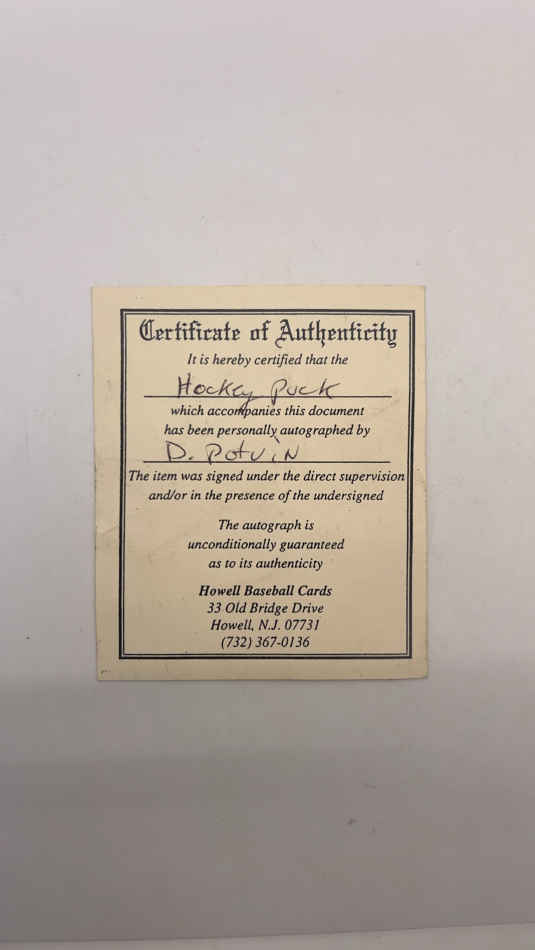 Certificate of Authenticity
It is hereby certified that the
Hockey Puck
which accompanies this document
has been personally autographed by
D. Potvin
The item was signed under the direct supervision
and/or in the presence of the undersigned
The autograph is
unconditionally guaranteed
as to its authenticity
Howell Baseball Cards
33 Old Bridge Drive
Howell, N.J. 07731
(732) 367-0136